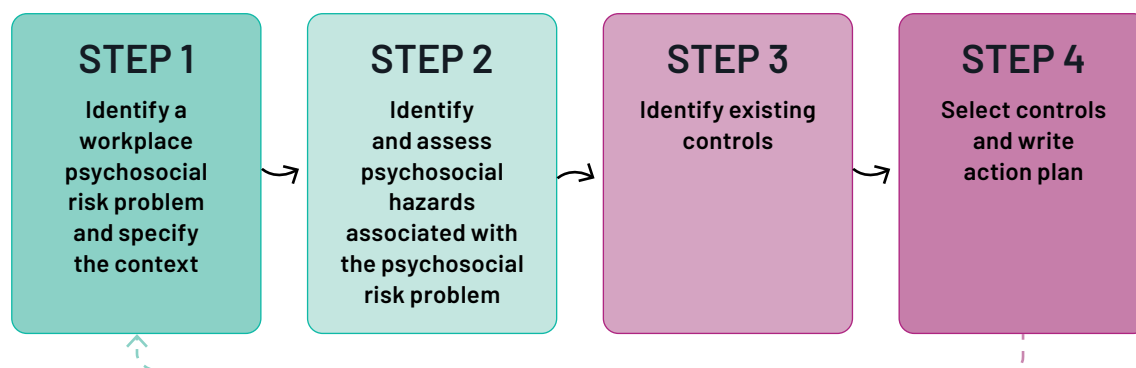 STEP 1
Identify a
workplace
psychosocial
risk problem
and specify
the context
STEP 2
Identify
and assess
psychosocial
hazards
associated with
the psychosocial
risk problem
STEP 3
Identify existing
controls
STEP 4
Select controls
and write
action plan